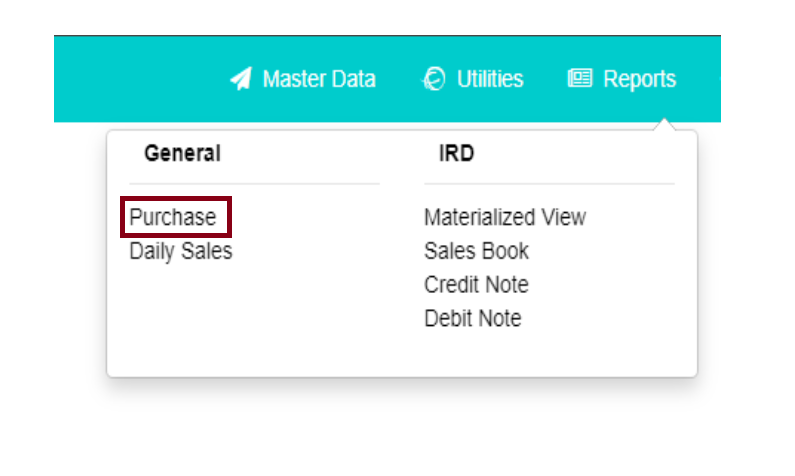 Master Data Utilities Reports
General
Purchase
Daily Sales
IRD
Materialized View
Sales Book
Credit Note
Debit Note